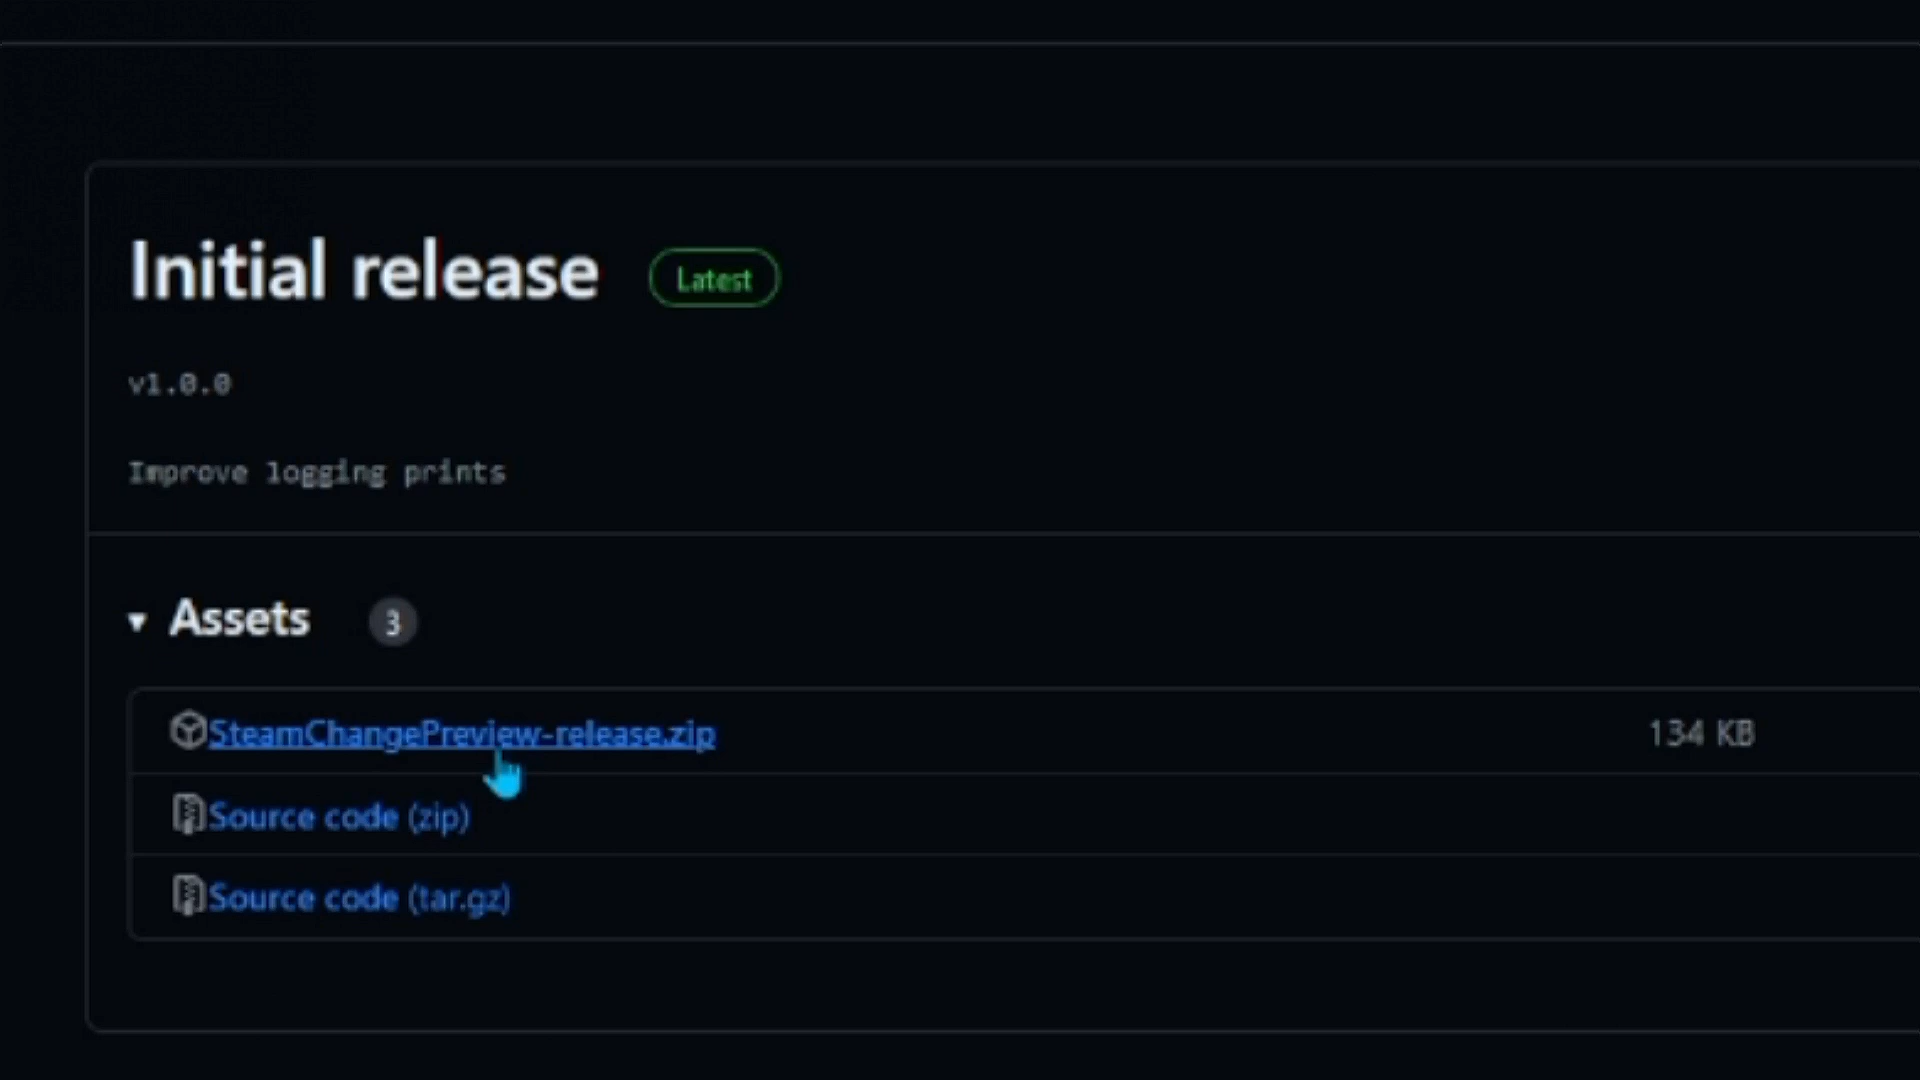 Initial release Latest
v1.0.0
Improve logging prints
Assets 3
SteamChangePreview-release.zip 134 KB
Source code (zip)
Source code (tar.gz)